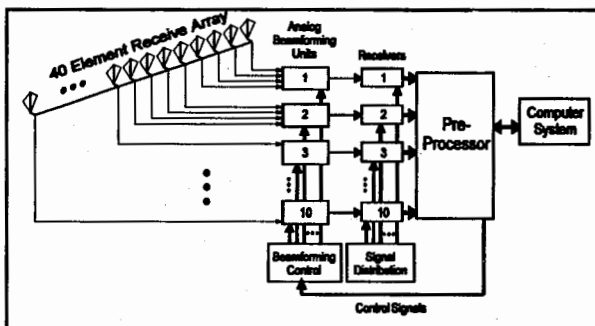 40 Element Receive Array
Analog
Beamforming
Units
Receivers
1
1
2
2
3
3
10
10
Pre-
Processor
Computer
System
Beamforming
Control
Signal
Distribution
Control Signals